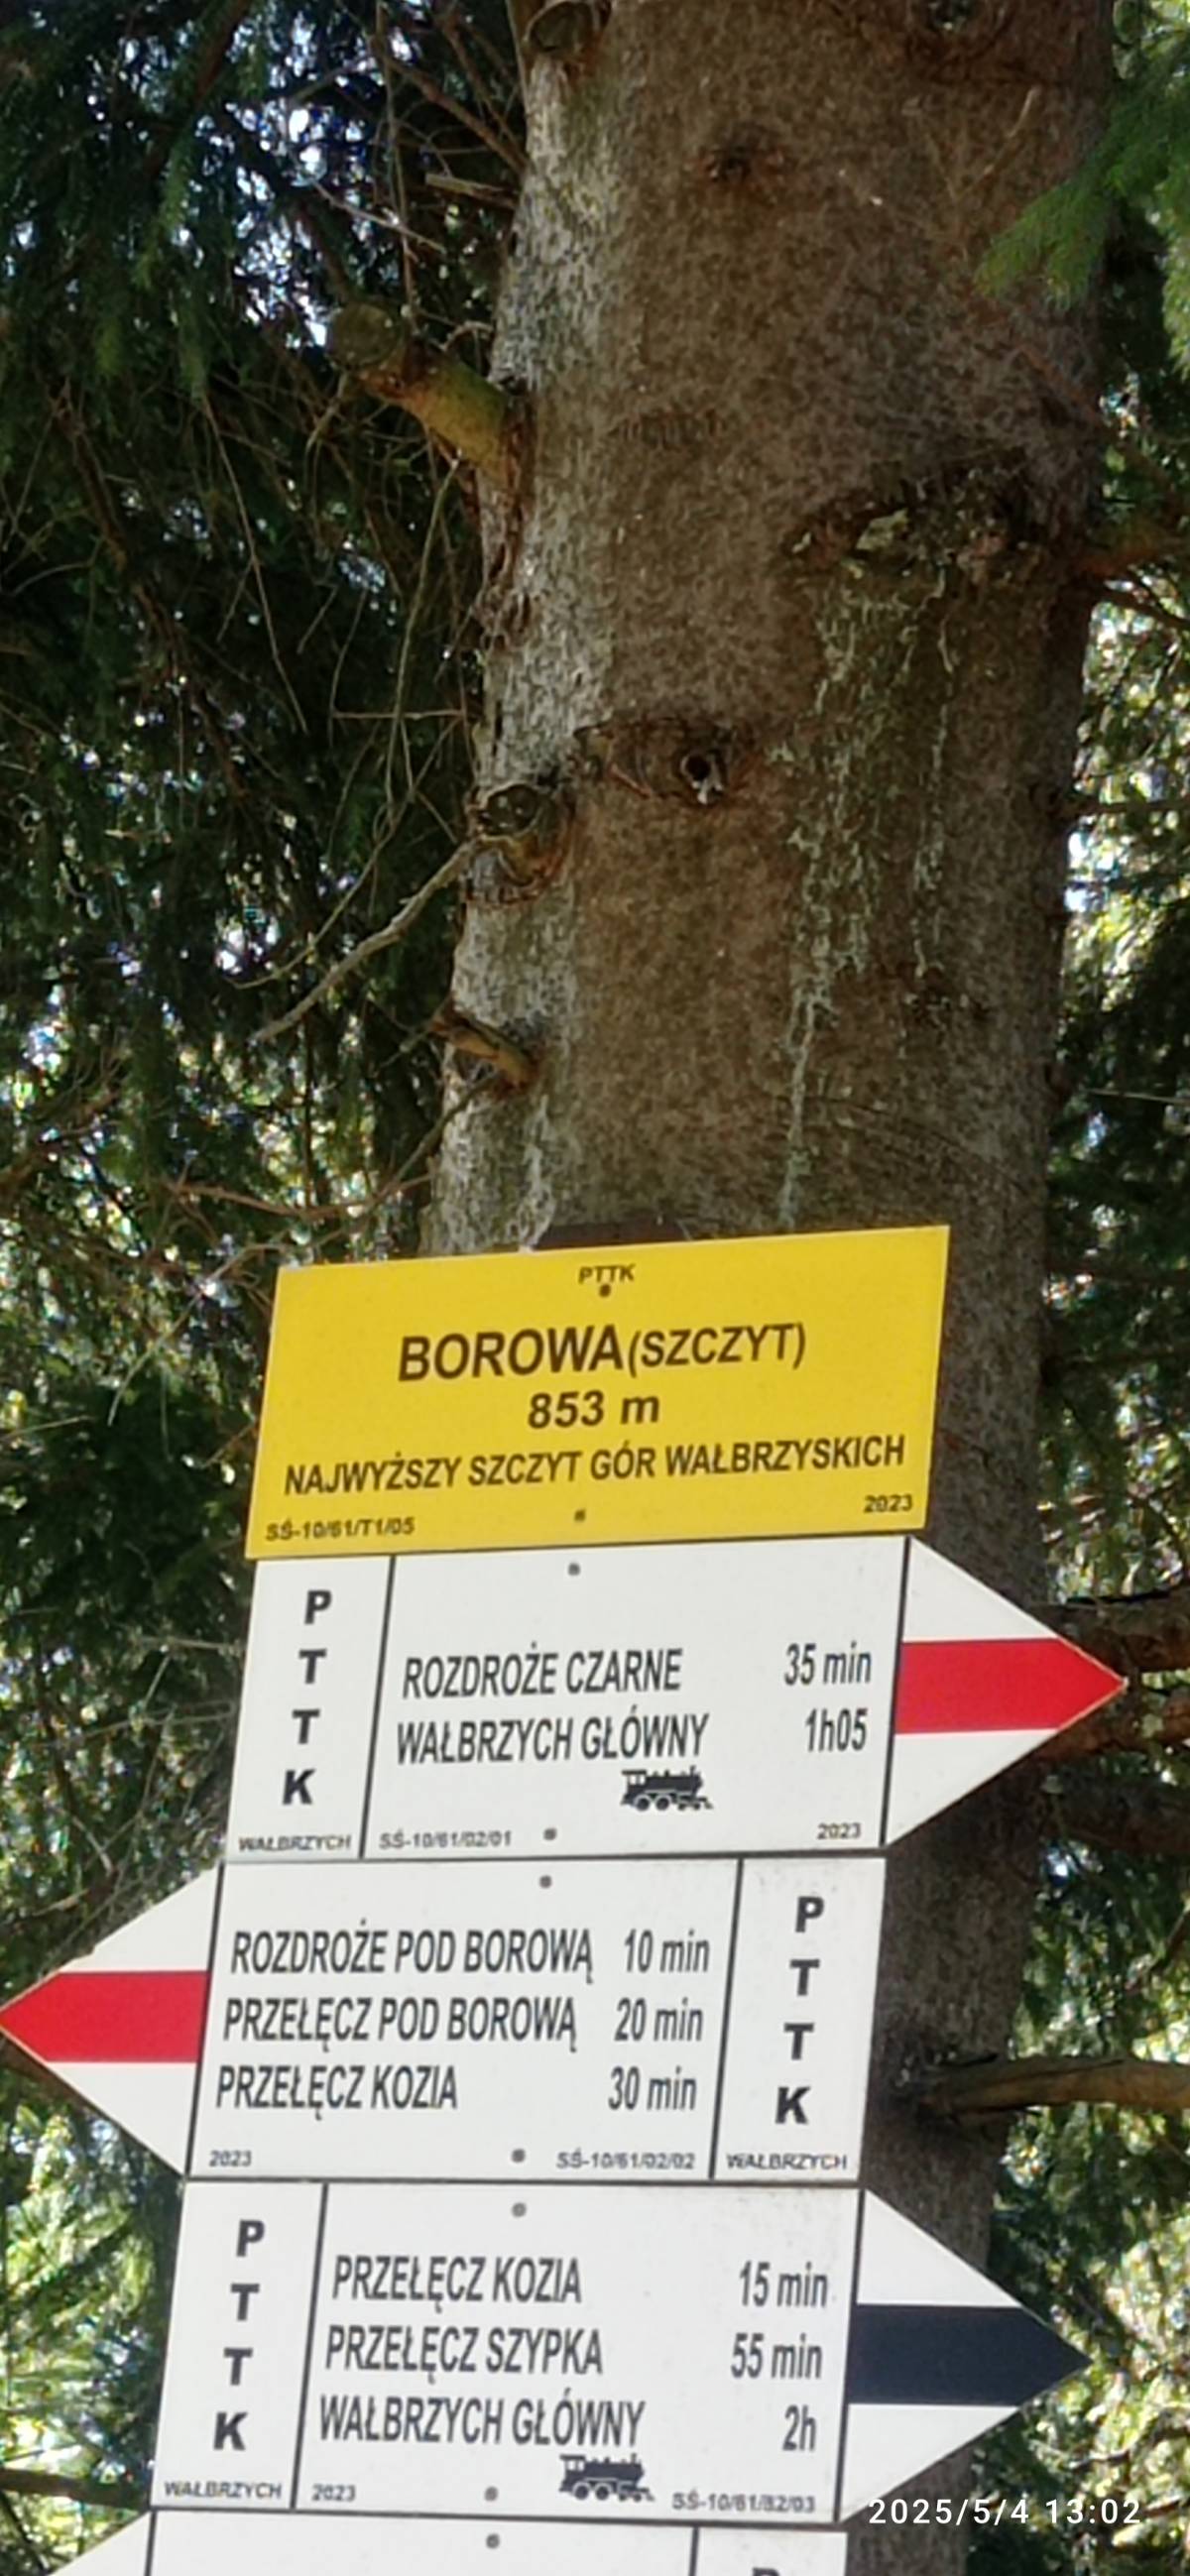 PTTK
BOROWA (SZCZYT)
853 m
NAJWYŻSZY SZCZYT GÓR WAŁBRZYSKICH
SŚ-10/61/T1/05 2023
P
T
T
K
WAŁBRZYCH
ROZDROŻE CZARNE 35 min
WAŁBRZYCH GŁÓWNY 1h05
SŚ-10/61/02/01 2023
ROZDROŻE POD BOROWĄ 10 min
PRZEŁĘCZ POD BOROWĄ 20 min
PRZEŁĘCZ KOZIA 30 min
2023 SŚ-10/61/02/02
P
T
T
K
WAŁBRZYCH
P
T
T
K
WAŁBRZYCH
PRZEŁĘCZ KOZIA 15 min
PRZEŁĘCZ SZYPKA 55 min
WAŁBRZYCH GŁÓWNY 2h
2023 SŚ-10/61/32/03
2025/5/4 13:02